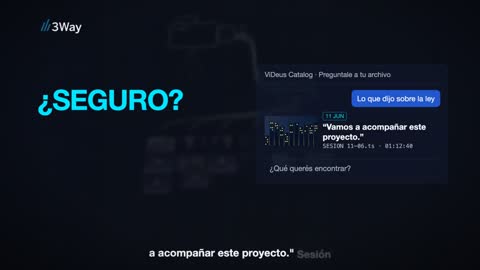 3Way
¿SEGURO?
ViDeus Catalog · Preguntale a tu archivo
Lo que dijo sobre la ley
11 JUN
"Vamos a acompañar este
proyecto."
SESION 11-06.ts · 01:12:40
¿Qué querés encontrar?
a acompañar este proyecto." Sesión